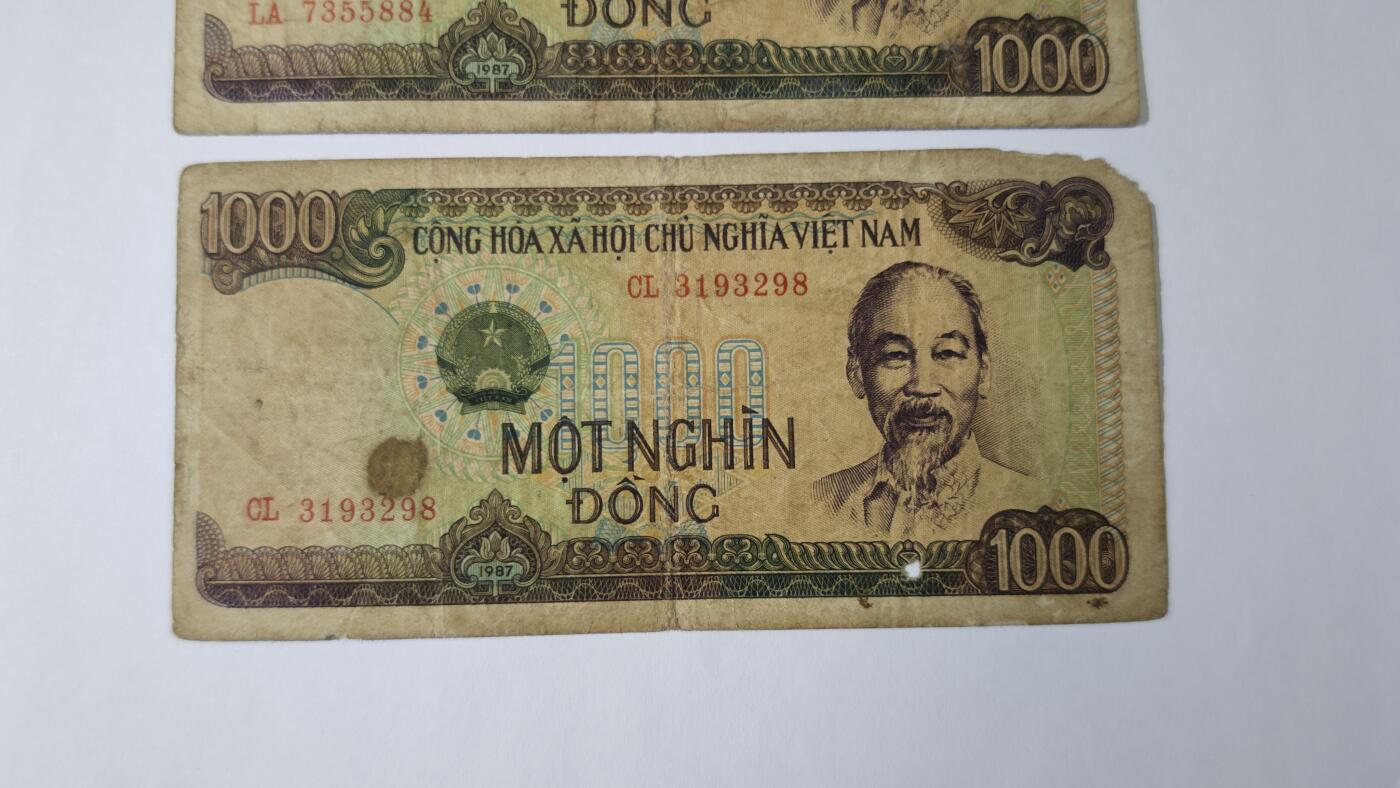 LA 7355884
ĐỒNG
1987
1000
1000
CỘNG HÒA XÃ HỘI CHỦ NGHĨA VIỆT NAM
CL 3193298
1000
MỘT NGHÌN
ĐỒNG
CL 3193298
1987
1000